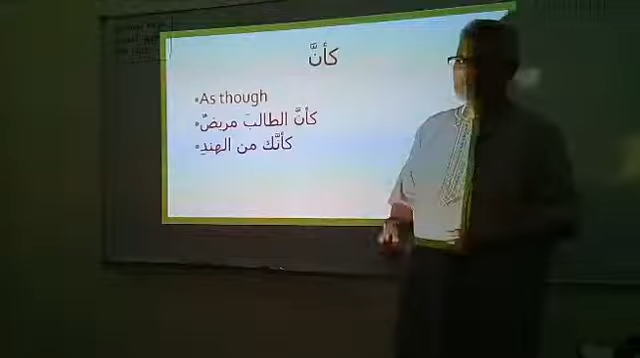 كأنَّ
•As though
•كأنَّ الطالبَ مريضٌ
•كأنَّك من الهندِ